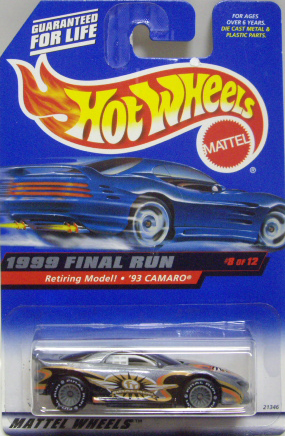 GUARANTEED
FOR LIFE
FOR AGES
OVER 6 YEARS.
DIE CAST METAL &
PLASTIC PARTS.
HOT WHEELS
MATTEL
®
1999 FINAL RUN
#8 of 12
Retiring Model! • '93 CAMARO®
21346
MATTEL WHEELS™